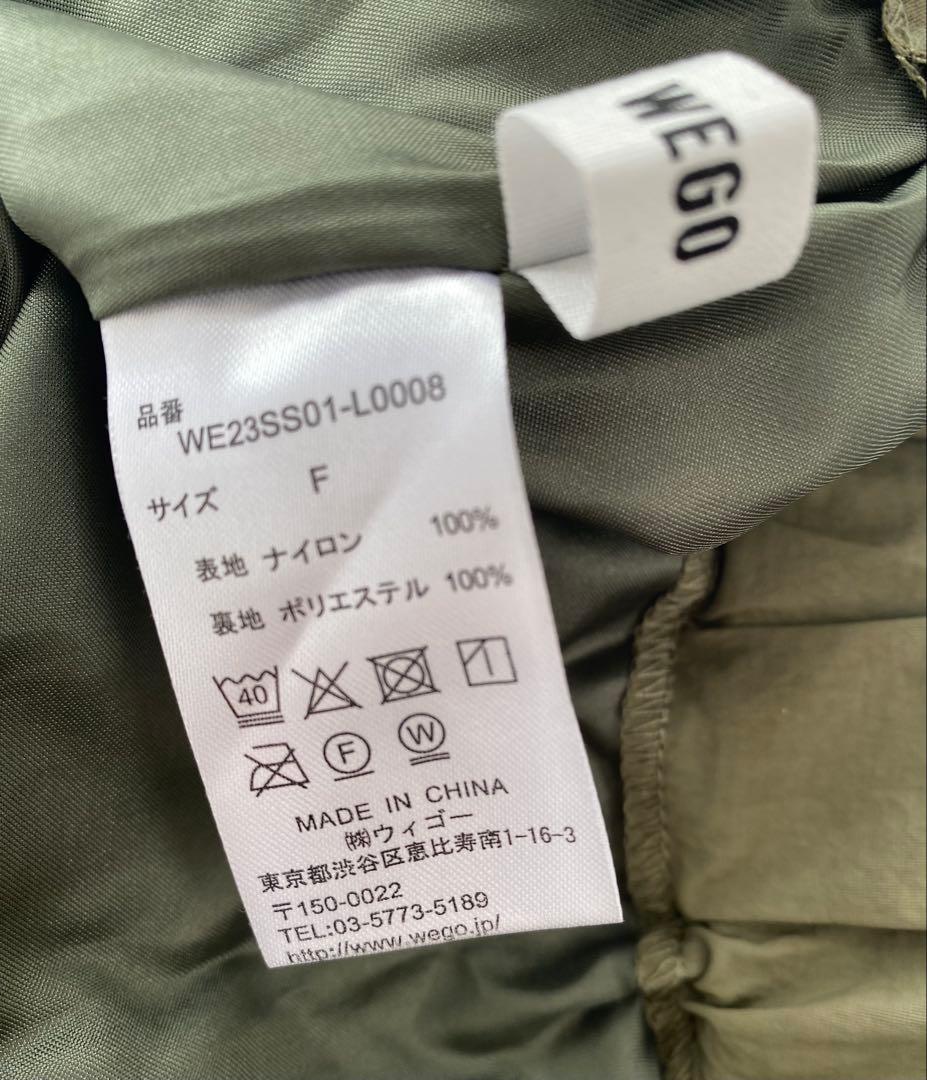 WEGO
品番
WE23SS01-L0008
サイズ F
表地 ナイロン 100%
裏地 ポリエステル 100%
40
F W
MADE IN CHINA
㈱ウィゴー
東京都渋谷区恵比寿南1-16-3
〒150-0022
TEL:03-5773-5189
http://www.wego.jp/